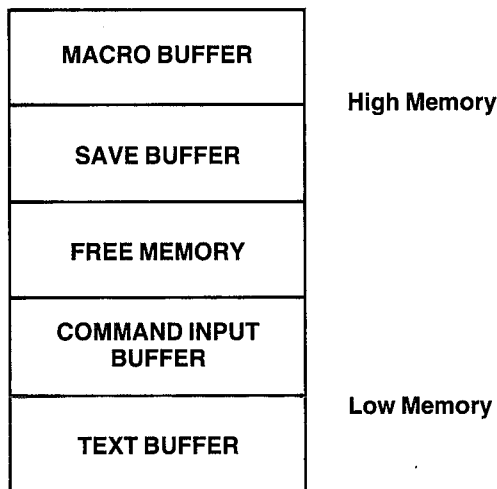 MACRO BUFFER
High Memory
SAVE BUFFER
FREE MEMORY
COMMAND INPUT
BUFFER
Low Memory
TEXT BUFFER